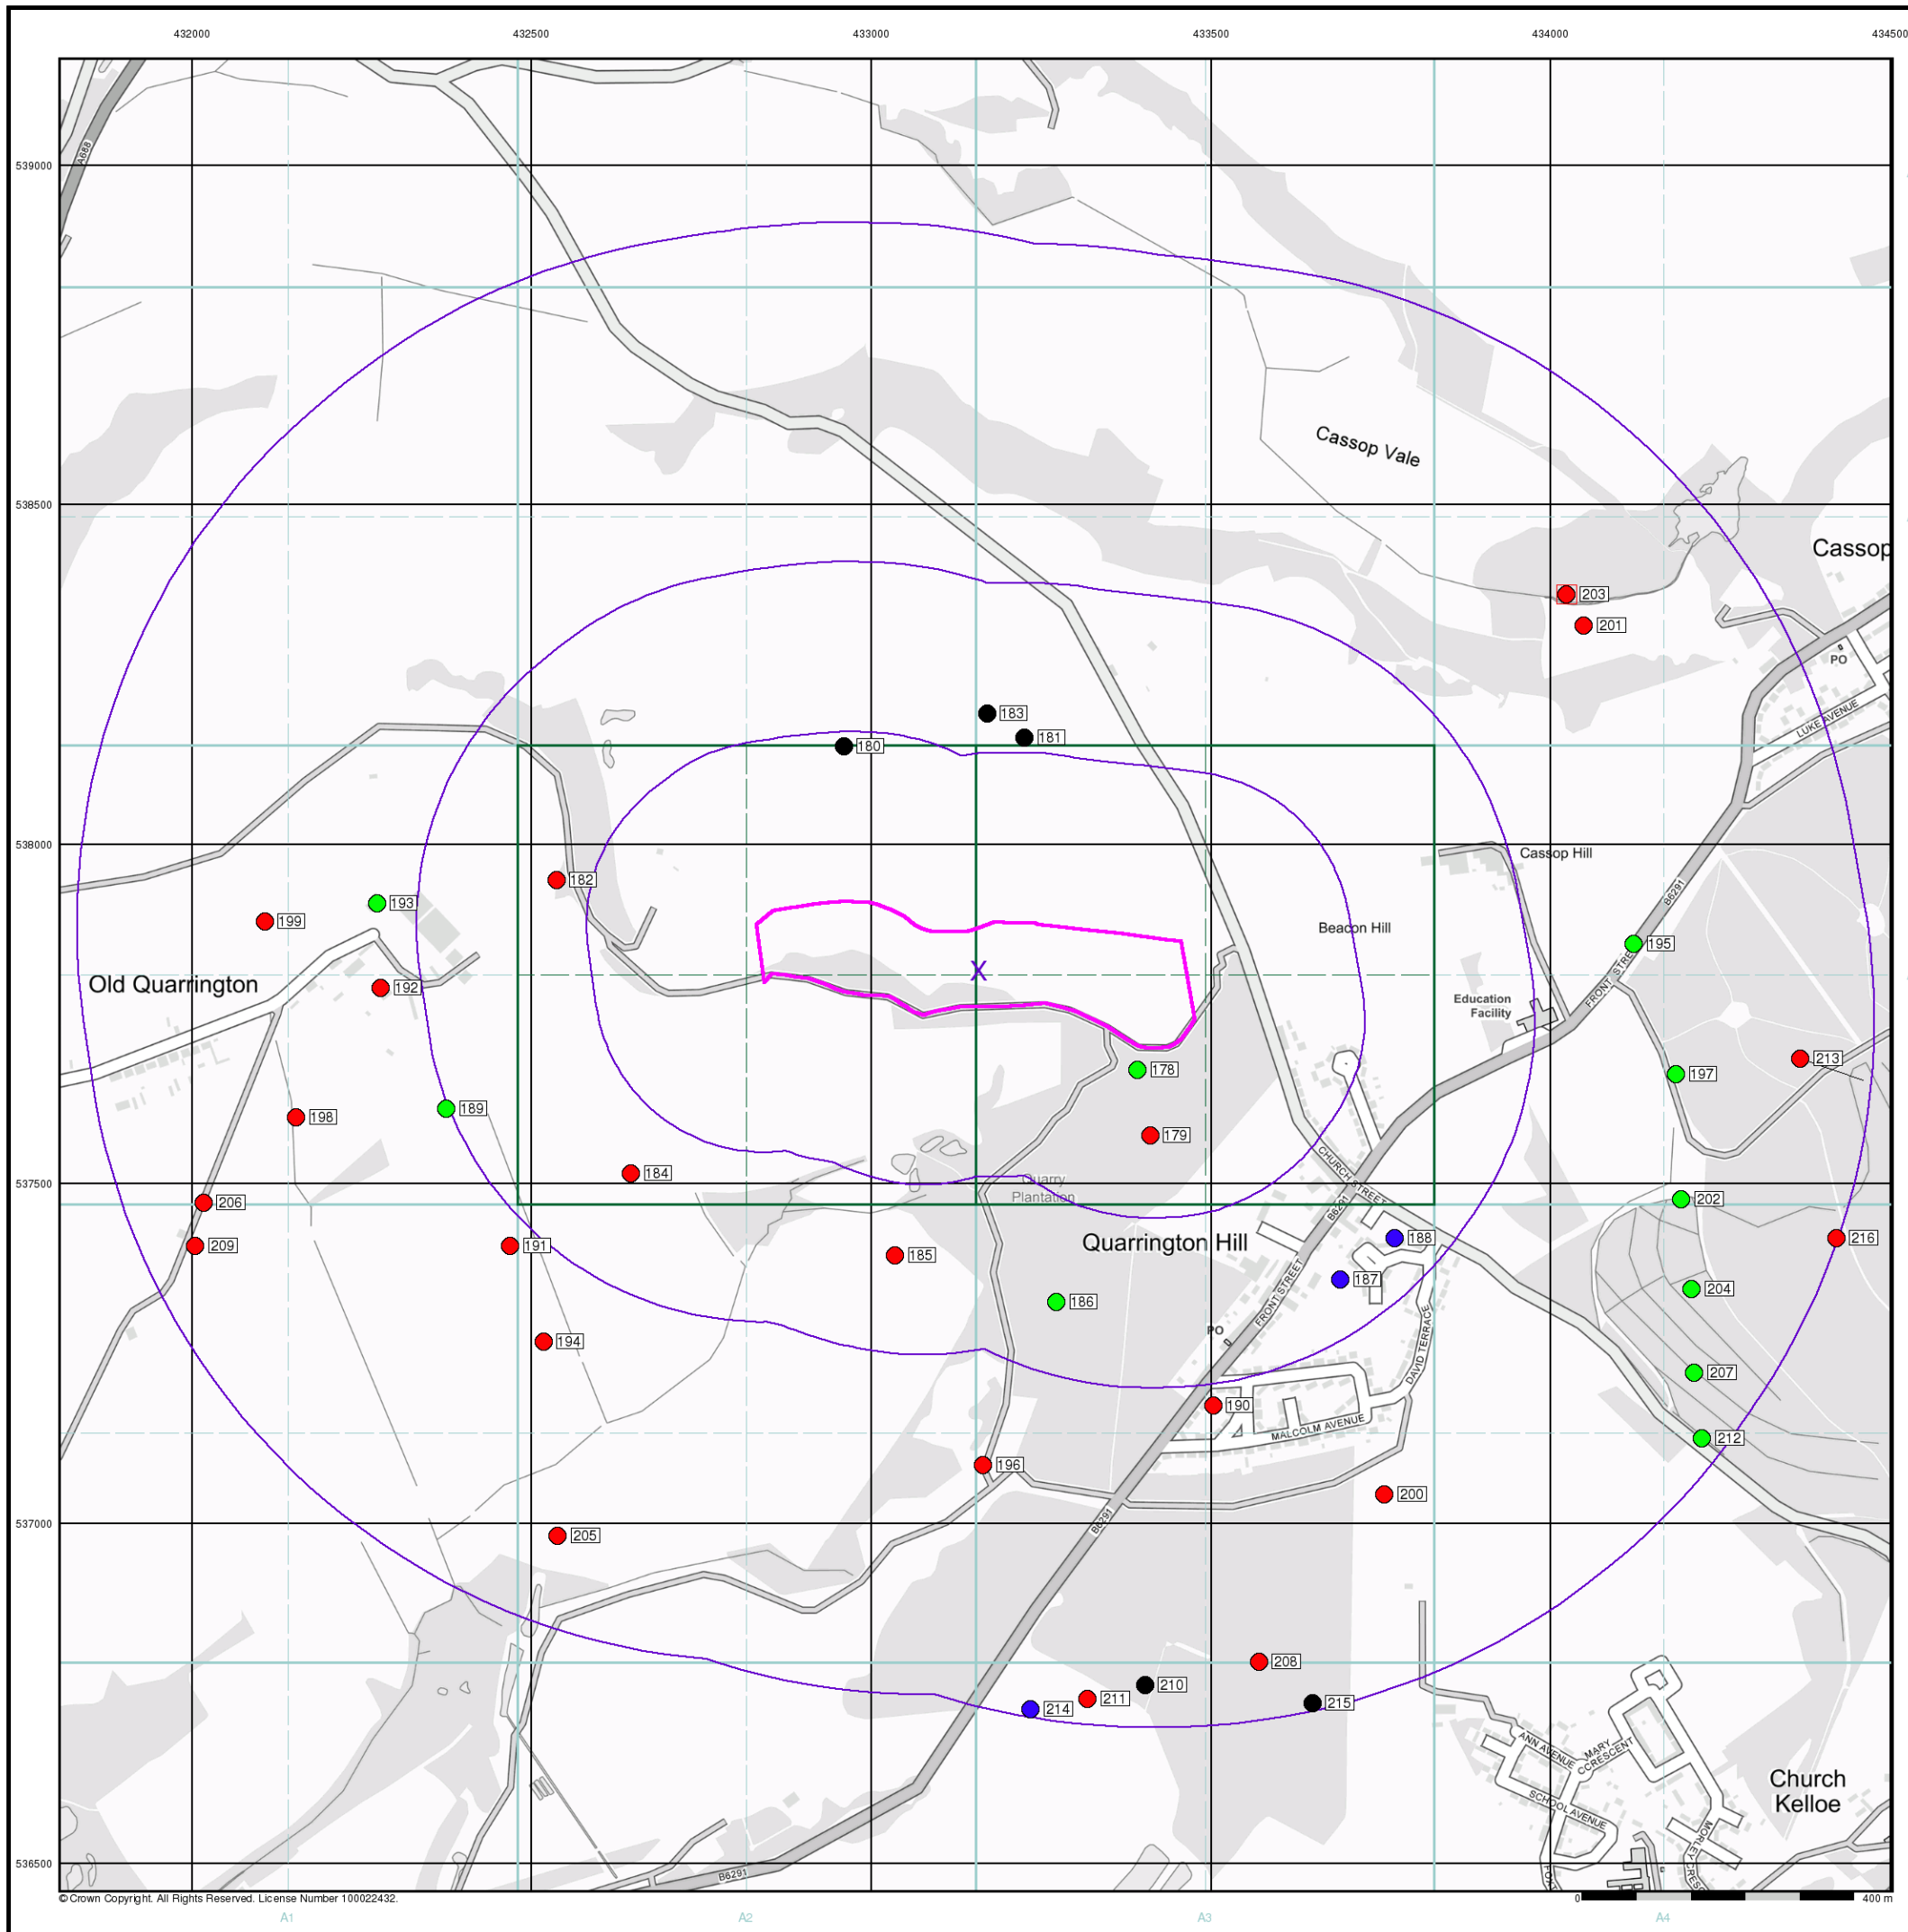 432000
432500
433000
433500
434000
434500
539000
A688
Cassop Vale
538500
Cassop
203
201
PO
LUKE AVENUE
183
181
180
538000
Cassop Hill
182
B6291
193
199
Beacon Hill
195
FRONT STRE
Old Quarrington
192
Education
Facility
178
213
197
189
198
179
184
CHURCH STREET
Quarry
Plantation
537500
B6291
202
206
Quarrington Hill
188
209
191
216
185
187
204
186
FRONT STREET
PO
194
DAVID TERRACE
207
190
MALCOLM AVENUE
212
196
200
537000
B6291
205
208
210
211
214
215
ANN AVENUE
MARY
CRESCENT
Church
Kelloe
SCHOOL AVENUE
536500
B6291
© Crown Copyright. All Rights Reserved. License Number 100022432.
0
400 m
A1
A2
A3
A4